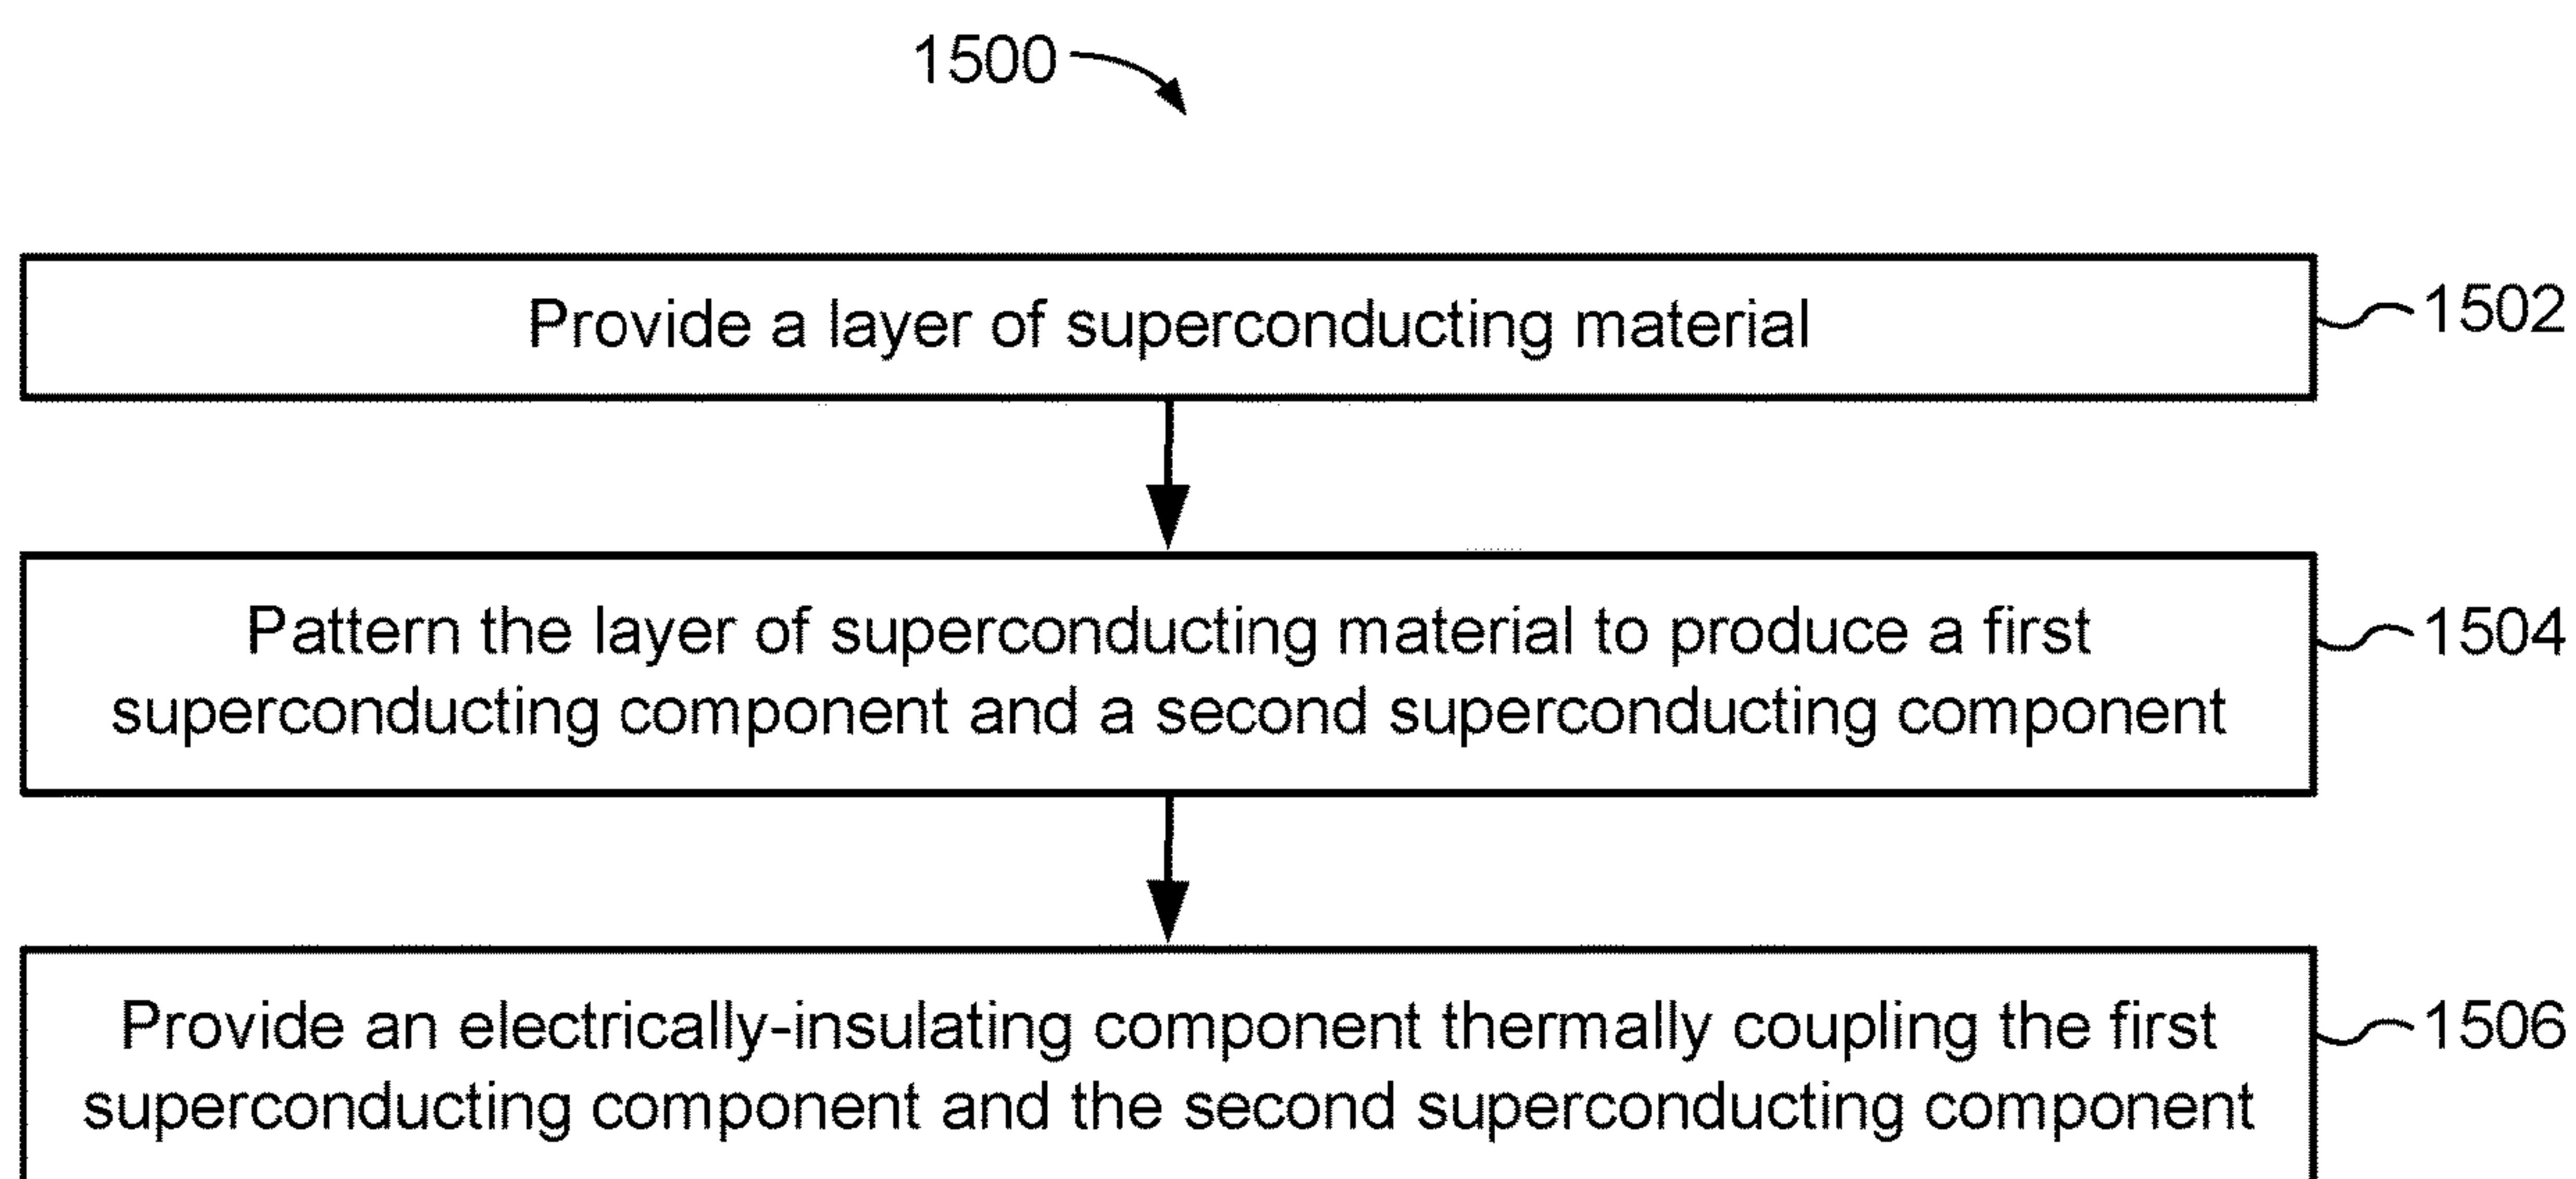 1500
Provide a layer of superconducting material
1502
Pattern the layer of superconducting material to produce a first
superconducting component and a second superconducting component
1504
Provide an electrically-insulating component thermally coupling the first
superconducting component and the second superconducting component
1506